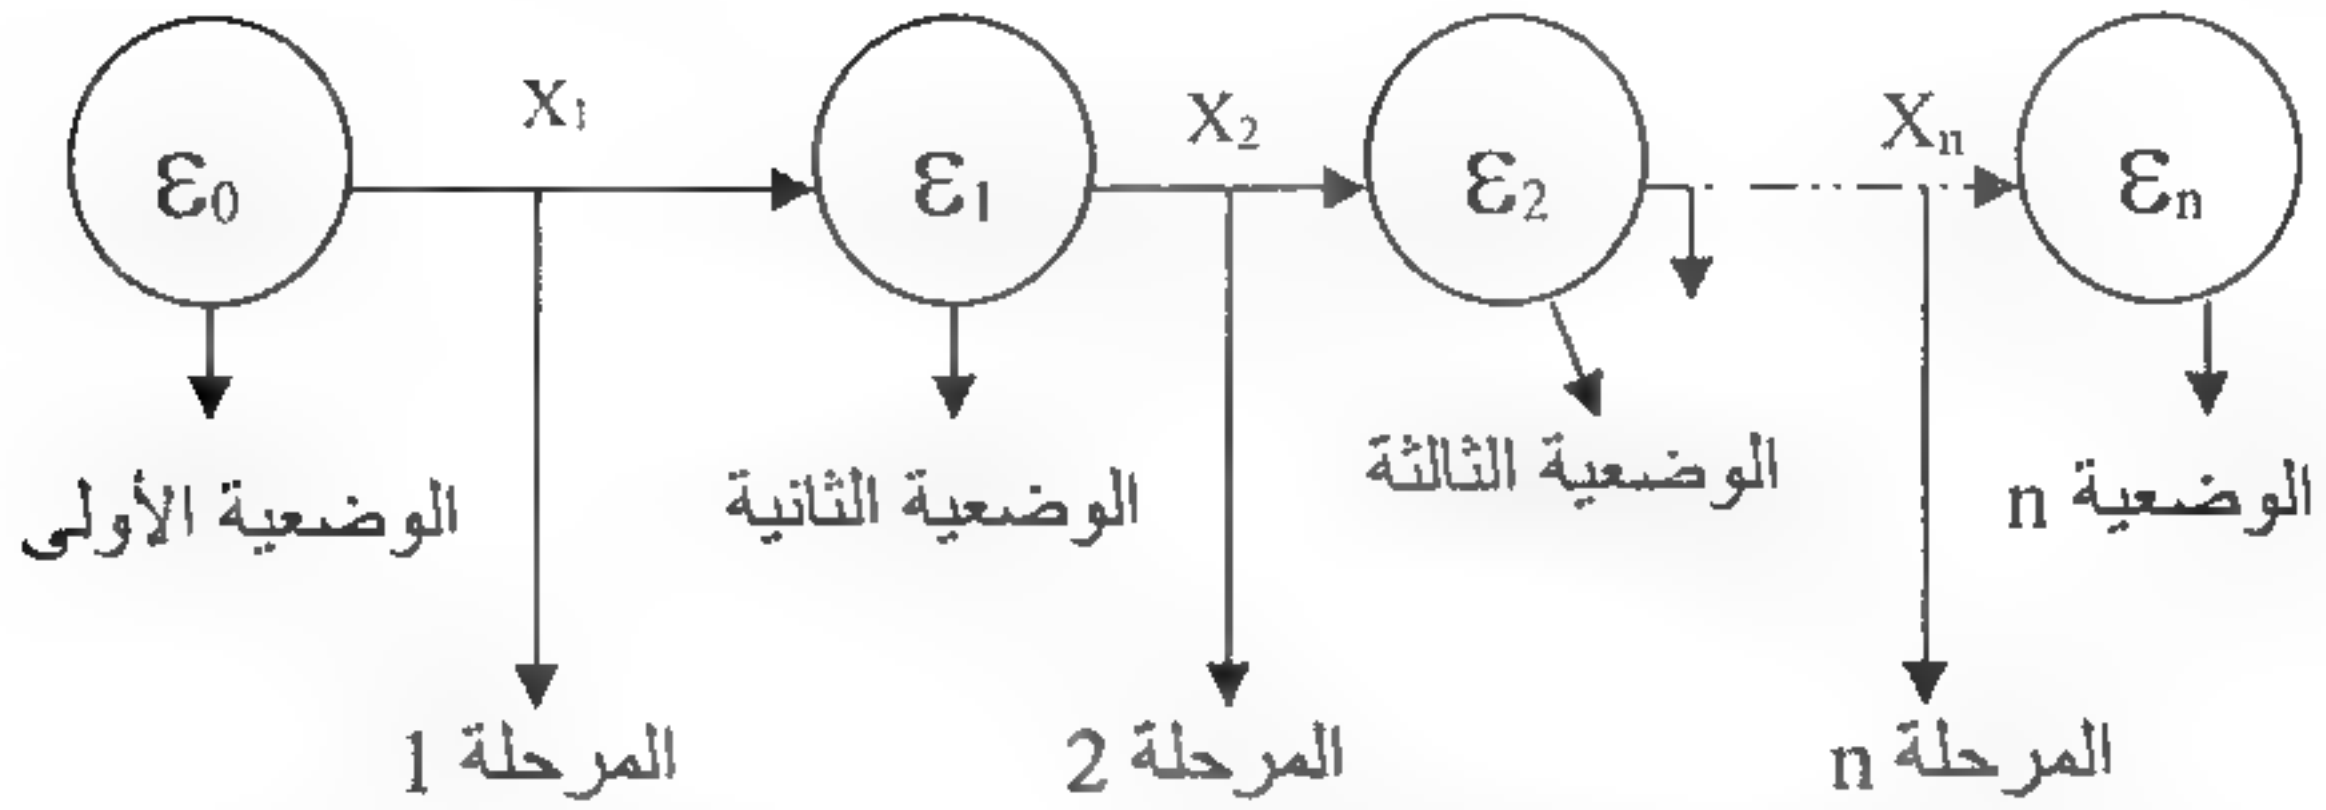 X₁ X₂ Xₙ
ε₀ ε₁ ε₂ εₙ
الوضعية الأولى
الوضعية الثانية
الوضعية الثالثة
الوضعية n
المرحلة 1
المرحلة 2
المرحلة n